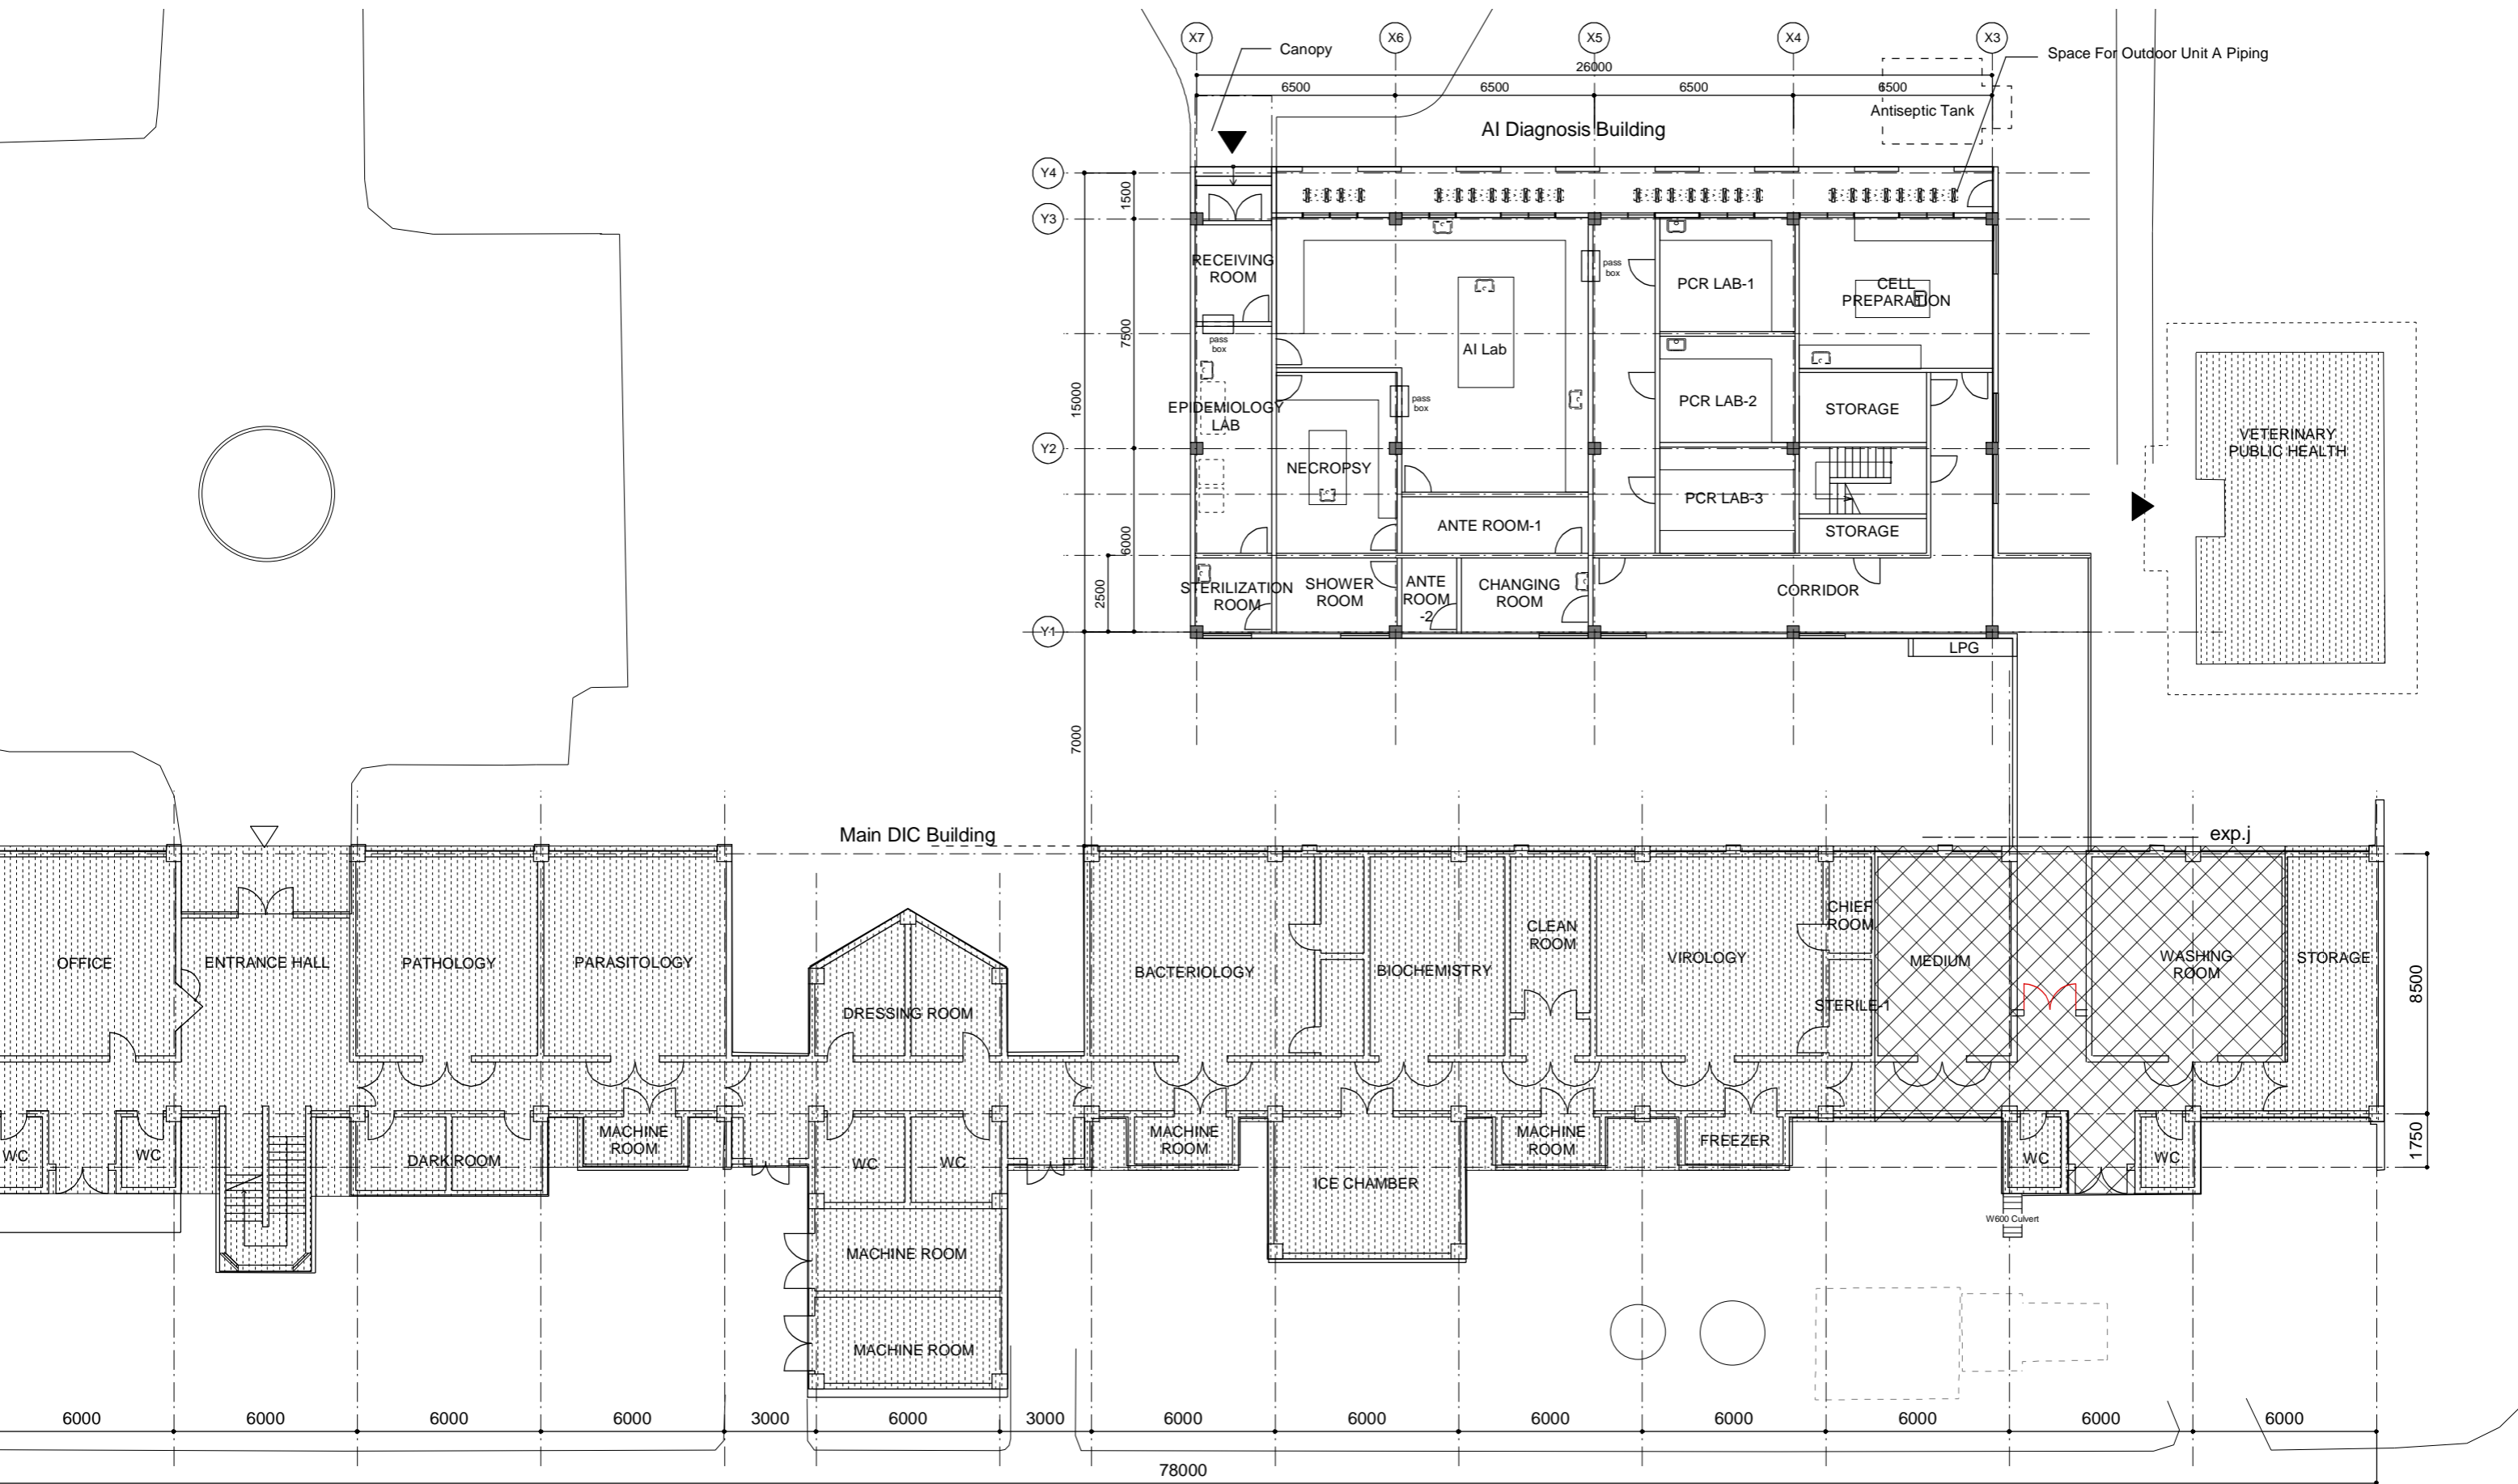 X7
X6
X5
X4
X3
Canopy
Space For Outdoor Unit A Piping
26000
6500
6500
6500
6500
Antiseptic Tank
AI Diagnosis Building
Y4
1500
Y3
RECEIVING
ROOM
pass
box
PCR LAB-1
CELL
PREPARATION
7500
pass
box
AI Lab
15000
EPIDEMIOLOGY
LAB
pass
box
PCR LAB-2
STORAGE
VETERINARY
PUBLIC HEALTH
Y2
NECROPSY
PCR LAB-3
6000
ANTE ROOM-1
STORAGE
2500
STERILIZATION
ROOM
SHOWER
ROOM
ANTE
ROOM
-2
CHANGING
ROOM
CORRIDOR
Y1
LPG
7000
Main DIC Building
exp.j
OFFICE
ENTRANCE HALL
PATHOLOGY
PARASITOLOGY
DRESSING ROOM
BACTERIOLOGY
BIOCHEMISTRY
CLEAN
ROOM
VIROLOGY
CHIEF
ROOM
STERILE-1
MEDIUM
WASHING
ROOM
STORAGE
8500
WC
WC
DARK ROOM
MACHINE
ROOM
WC
WC
MACHINE
ROOM
ICE CHAMBER
MACHINE
ROOM
FREEZER
WC
WC
1750
W600 Culvert
MACHINE ROOM
MACHINE ROOM
6000
6000
6000
6000
3000
6000
3000
6000
6000
6000
6000
6000
6000
6000
78000